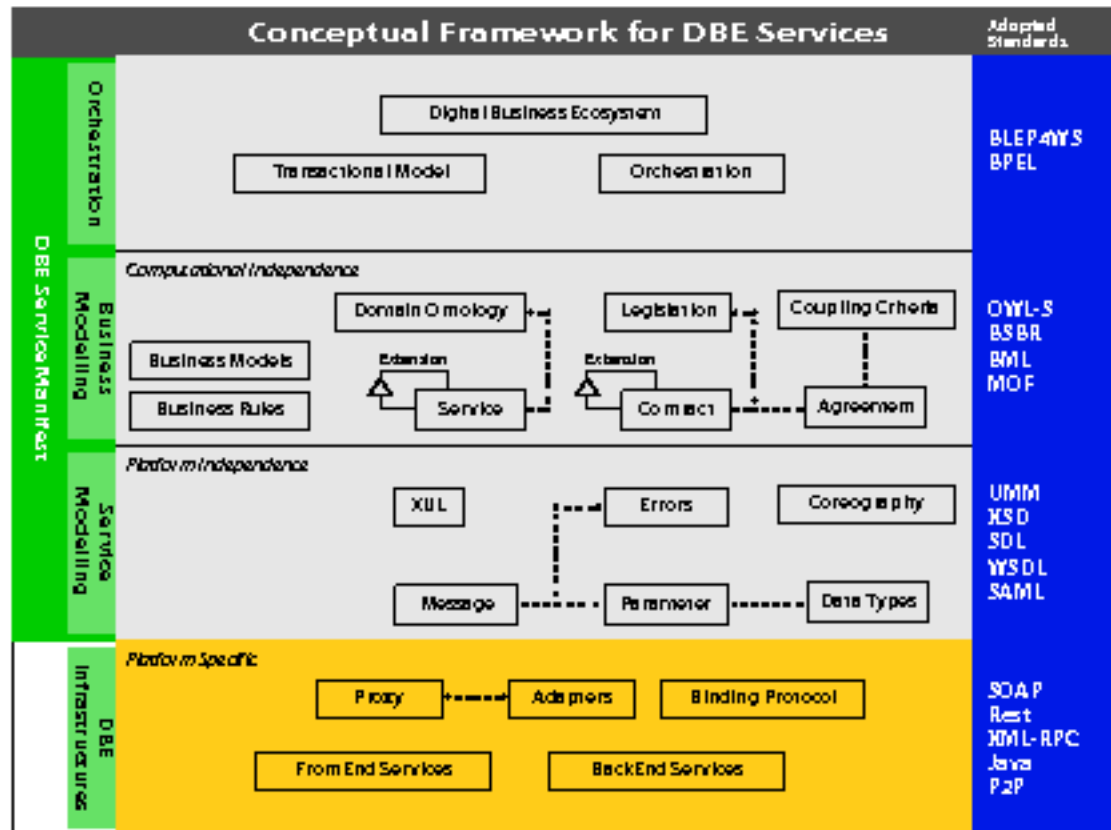 Conceptual Framework for DBE Services
Adopted
Standards
DBE Service Manifest
Orchestration
Digital Business Ecosystem
Transactional Model
Orchestration
BPEL
Business
Modelling
Computational Independence
Domain Ontology
Legislation
Coupling Criteria
Business Models
Extension
Extension
Business Rules
Service
Contract
Agreement
OWL-S
BSBR
BML
MOF
Service
Modelling
Platform Independence
XUL
Errors
Coreography
Message
Parameter
Data Types
UMM
XSD
SDL
WSDL
SAML
DBE
Infrastructures
Platform Specific
Proxy
Adapters
Binding Protocol
Front End Services
BackEnd Services
SOAP
Rest
XML-RPC
Java
P2P